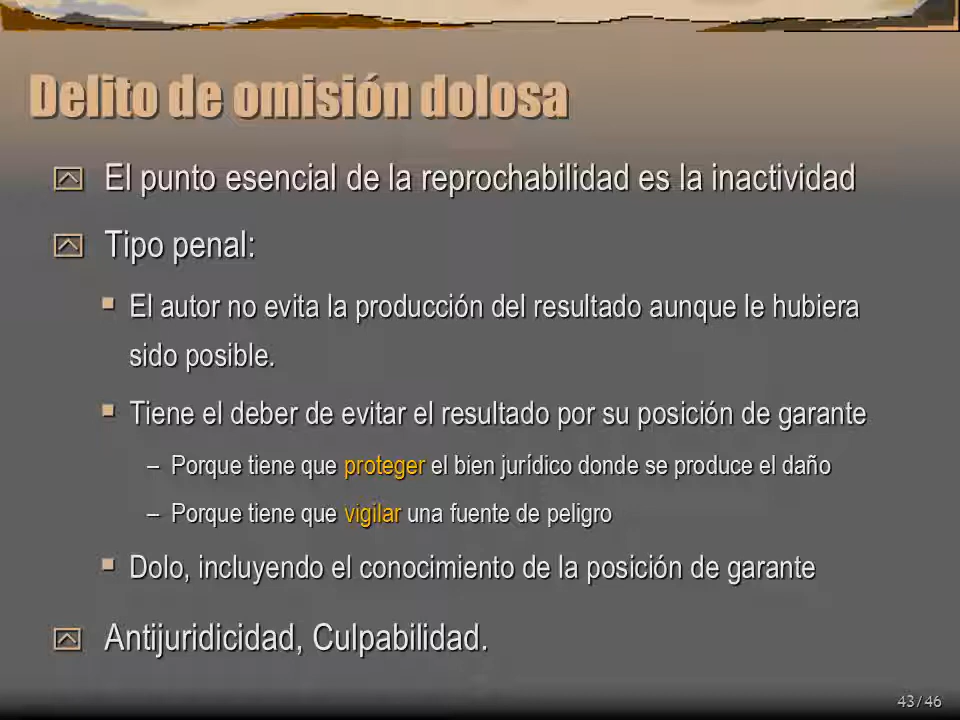 Delito de omisión dolosa
El punto esencial de la reprochabilidad es la inactividad
Tipo penal:
El autor no evita la producción del resultado aunque le hubiera
sido posible.
Tiene el deber de evitar el resultado por su posición de garante
– Porque tiene que proteger el bien jurídico donde se produce el daño
– Porque tiene que vigilar una fuente de peligro
Dolo, incluyendo el conocimiento de la posición de garante
Antijuridicidad, Culpabilidad.
43 / 46